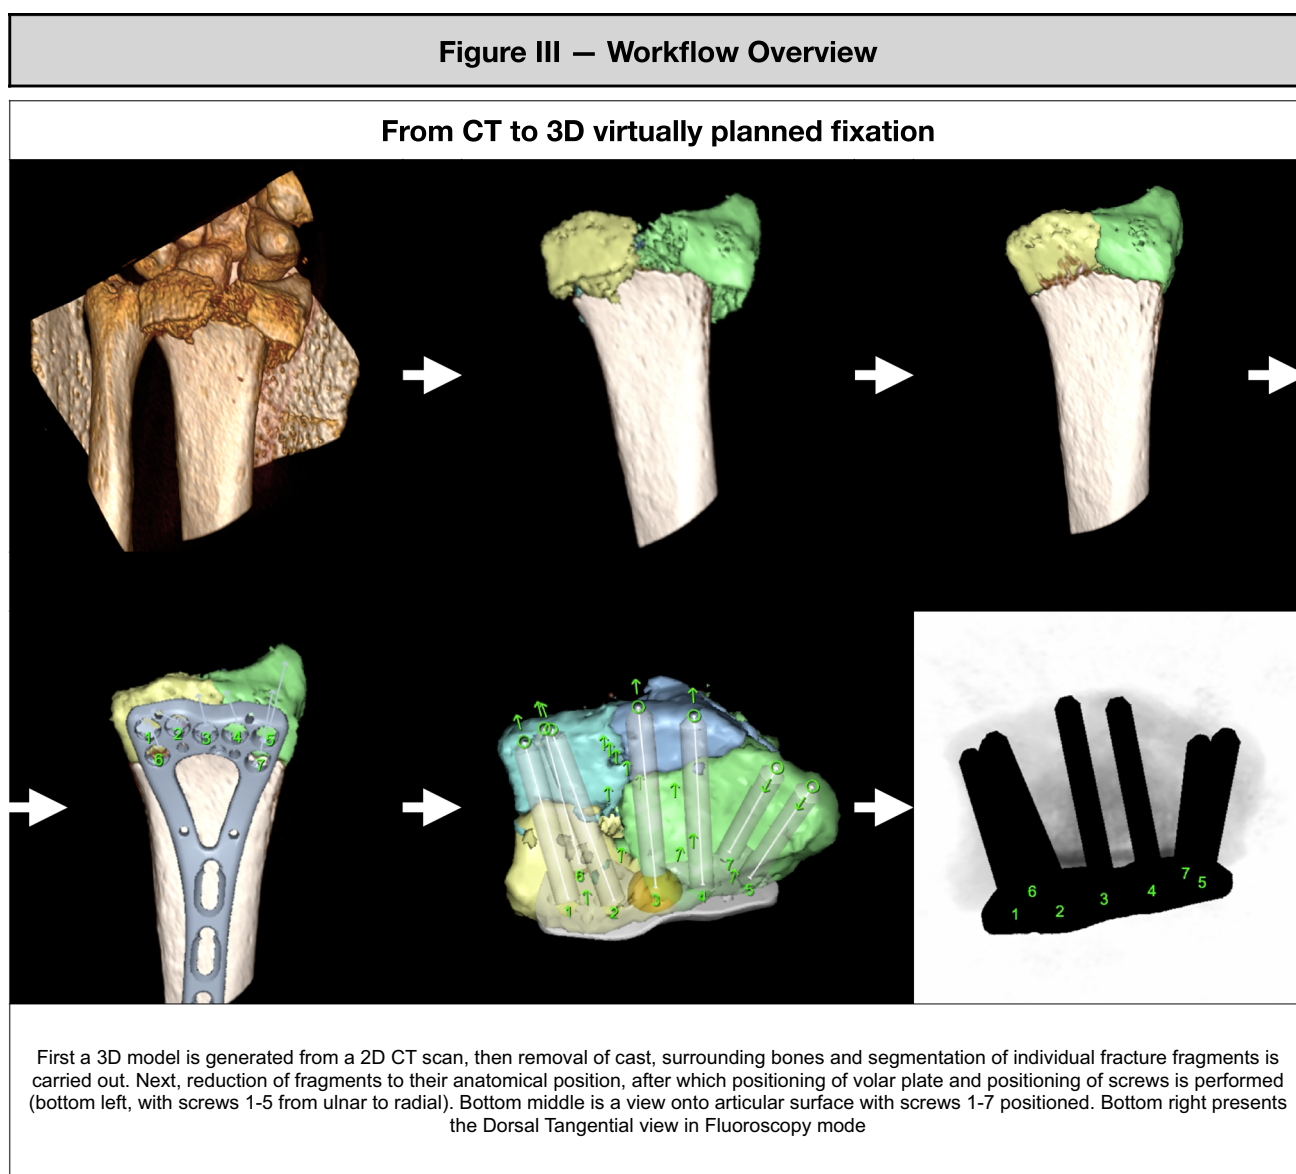 Figure III — Workflow Overview
From CT to 3D virtually planned fixation
1 2 3 4 5
6 7
6 7
1 2 3 4 5
6 7
1 2 3 4 5
First a 3D model is generated from a 2D CT scan, then removal of cast, surrounding bones and segmentation of individual fracture fragments is
carried out. Next, reduction of fragments to their anatomical position, after which positioning of volar plate and positioning of screws is performed
(bottom left, with screws 1-5 from ulnar to radial). Bottom middle is a view onto articular surface with screws 1-7 positioned. Bottom right presents
the Dorsal Tangential view in Fluoroscopy mode